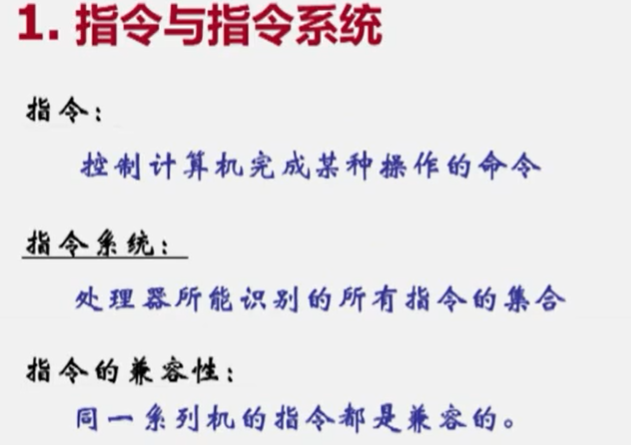 1. 指令与指令系统
指令：
控制计算机完成某种操作的命令
指令系统：
处理器所能识别的所有指令的集合
指令的兼容性：
同一系列机的指令都是兼容的。